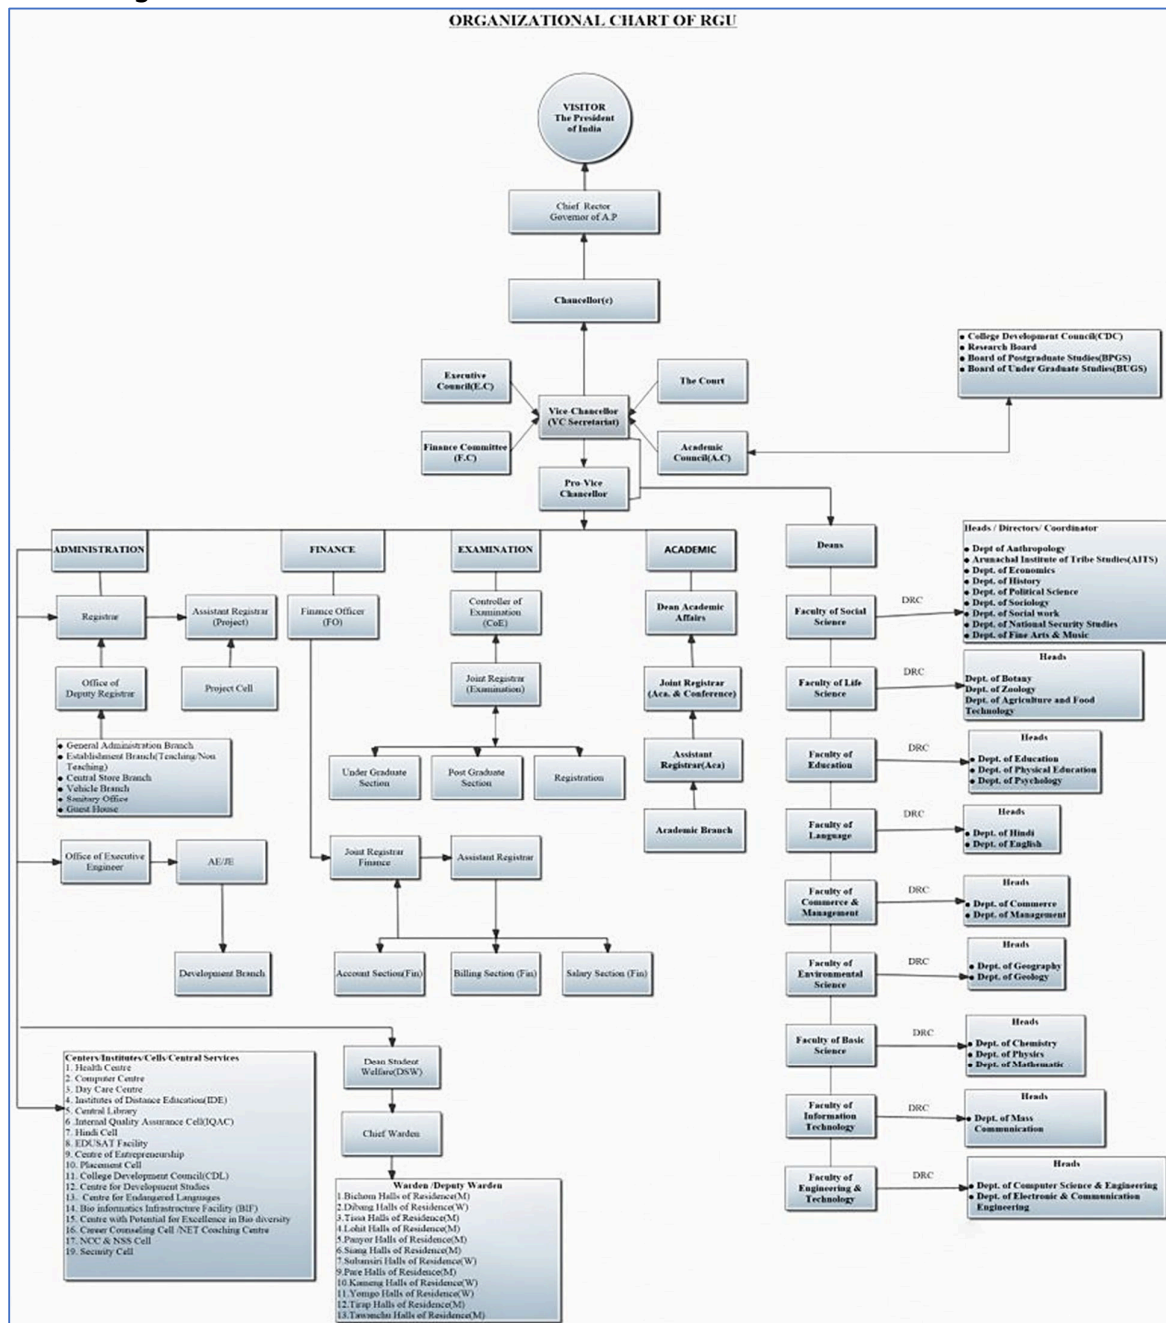 ORGANIZATIONAL CHART OF RGU
VISITOR
The President
of India
Chief Rector
Governor of A.P
Chancellor(c)
College Development Council(CDC)
Research Board
Board of Postgraduate Studies(BPGS)
Board of Under Graduate Studies(BUGS)
Executive
Council(E.C)
The Court
Vice-Chancellor
(VC Secretariat)
Finance Committee
(F.C)
Academic
Council(A.C)
Pro-Vice
Chancellor
ADMINISTRATION
FINANCE
EXAMINATION
ACADEMIC
Deans
Registrar
Assistant Registrar
(Project)
Office of
Deputy Registrar
Project Cell
General Administration Branch
Establishment Branch(Teaching/Non
Teaching)
Central Store Branch
Vehicle Branch
Sanitary Office
Guest House
Office of Executive
Engineer
AE/JE
Development Branch
Finance Officer
(FO)
Controller of
Examination
(CoE)
Joint Registrar
(Examination)
Under Graduate
Section
Post Graduate
Section
Registration
Joint Registrar
Finance
Assistant Registrar
Account Section(Fin)
Billing Section (Fin)
Salary Section (Fin)
Dean Academic
Affairs
Joint Registrar
(Aca. & Conference)
Assistant
Registrar(Aca)
Academic Branch
Faculty of Social
Science
DRC
Heads / Directors/ Coordinator
Dept of Anthropology
Arunachal Institute of Tribe Studies(AITS)
Dept. of Economics
Dept. of History
Dept. of Political Science
Dept. of Sociology
Dept. of Social work
Dept. of National Security Studies
Dept. of Fine Arts & Music
Faculty of Life
Science
DRC
Heads
Dept. of Botany
Dept. of Zoology
Dept. of Agriculture and Food
Technology
Faculty of
Education
DRC
Heads
Dept. of Education
Dept. of Physical Education
Dept. of Psychology
Faculty of
Language
DRC
Heads
Dept. of Hindi
Dept. of English
Faculty of
Commerce &
Management
DRC
Heads
Dept. of Commerce
Dept. of Management
Faculty of
Environmental
Science
DRC
Heads
Dept. of Geography
Dept. of Geology
Faculty of Basic
Science
DRC
Heads
Dept. of Chemistry
Dept. of Physics
Dept. of Mathematic
Faculty of
Information
Technology
DRC
Heads
Dept. of Mass
Communication
Faculty of
Engineering &
Technology
DRC
Heads
Dept. of Computer Science & Engineering
Dept. of Electronic & Communication
Engineering
Centers/Institutes/Cells/Central Services
1. Health Centre
2. Computer Centre
3. Day Care Centre
4. Institutes of Distance Education(IDE)
5. Central Library
6 .Internal Quality Assurance Cell(IQAC)
7. Hindi Cell
8. EDUSAT Facility
9. Centre of Entrepreneurship
10. Placement Cell
11. College Development Council(CDL)
12. Centre for Development Studies
13. Centre for Endangered Languages
14. Bio informatics Infrastructure Facility (BIF)
15. Centre with Potential for Excellence in Bio diversity
16. Career Counseling Cell /NET Coaching Centre
17. NCC & NSS Cell
19. Security Cell
Dean Student
Welfare(DSW)
Chief Warden
Warden /Deputy Warden
1.Bichom Halls of Residence(M)
2.Dibang Halls of Residence(W)
3.Tissa Halls of Residence(M)
4.Lohit Halls of Residence(M)
5.Panyor Halls of Residence(M)
6.Siang Halls of Residence(M)
7.Subansiri Halls of Residence(W)
9.Pare Halls of Residence(M)
10.Kameng Halls of Residence(W)
11.Yomgo Halls of Residence(W)
12.Tirap Halls of Residence(M)
13. Halls of Residence(M)